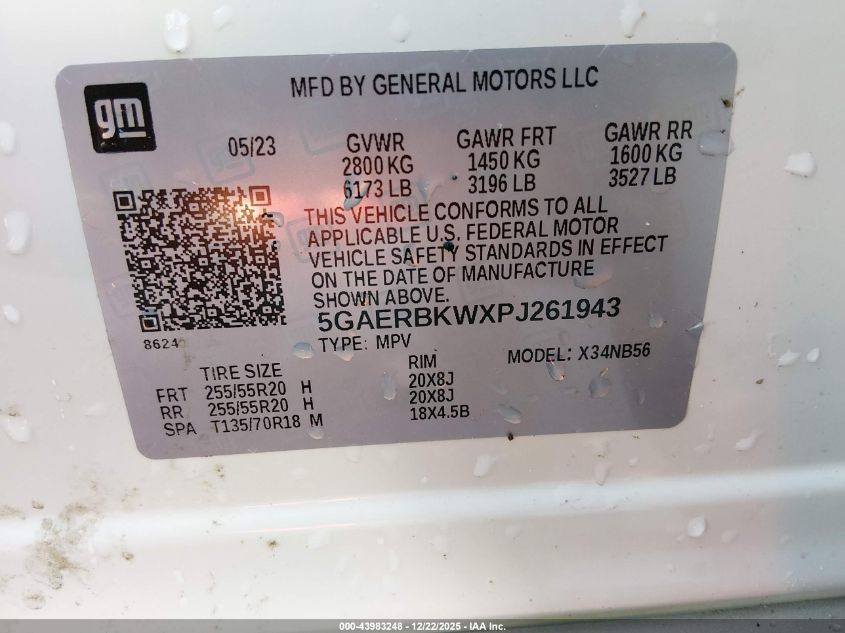 gm
MFD BY GENERAL MOTORS LLC
05/23 GVWR GAWR FRT GAWR RR
2800 KG 1450 KG 1600 KG
6173 LB 3196 LB 3527 LB
THIS VEHICLE CONFORMS TO ALL
APPLICABLE U.S. FEDERAL MOTOR
VEHICLE SAFETY STANDARDS IN EFFECT
ON THE DATE OF MANUFACTURE
SHOWN ABOVE.
5GAERBKWXPJ261943
8624
TYPE: MPV MODEL: X34NB56
TIRE SIZE RIM
FRT 255/55R20 H 20X8J
RR 255/55R20 H 20X8J
SPA T135/70R18 M 18X4.5B
000-43983248 - 12/22/2025 - IAA Inc.